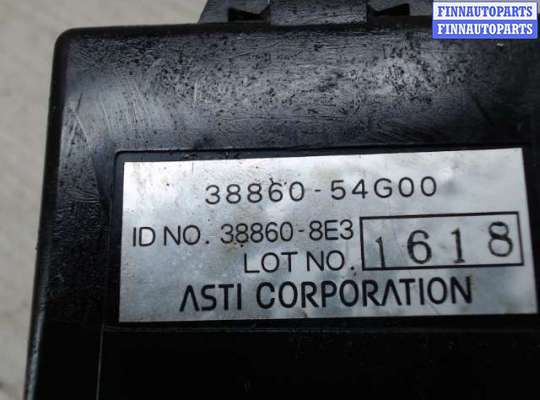 FINNAUTOPARTS
FINNAUTOPARTS
38860-54G00
ID NO. 38860-8E3
LOT NO. 1618
ASTI CORPORATION